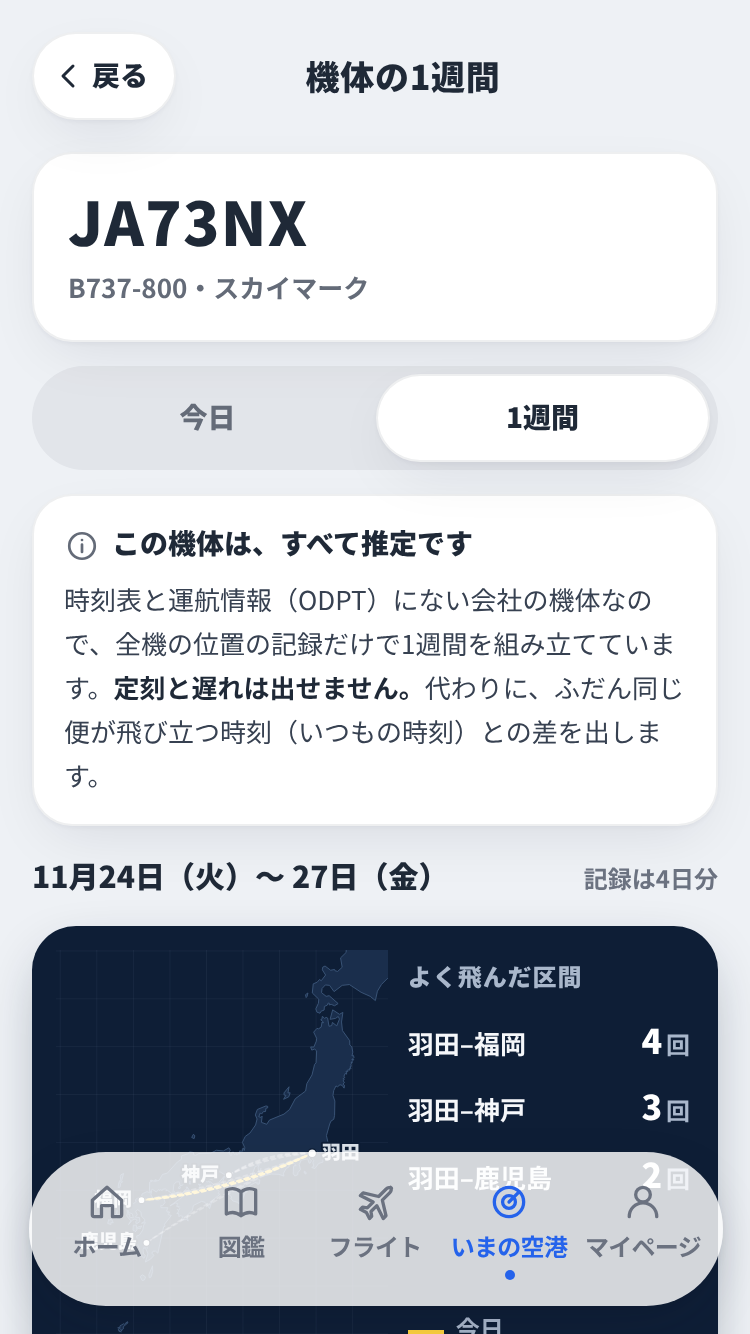 戻る
機体の1週間
JA73NX
B737-800・スカイマーク
今日
1週間
この機体は、すべて推定です
時刻表と運航情報（ODPT）にない会社の機体なの
で、全機の位置の記録だけで1週間を組み立てていま
す。定刻と遅れは出せません。代わりに、ふだん同じ
便が飛び立つ時刻（いつもの時刻）との差を出しま
す。
11月24日（火）〜 27日（金）
記録は4日分
よく飛んだ区間
羽田–福岡
4回
羽田–神戸
3回
羽田–鹿児島
2回
羽田
神戸
福岡
鹿児島
ホーム
図鑑
フライト
いまの空港
マイページ
今日